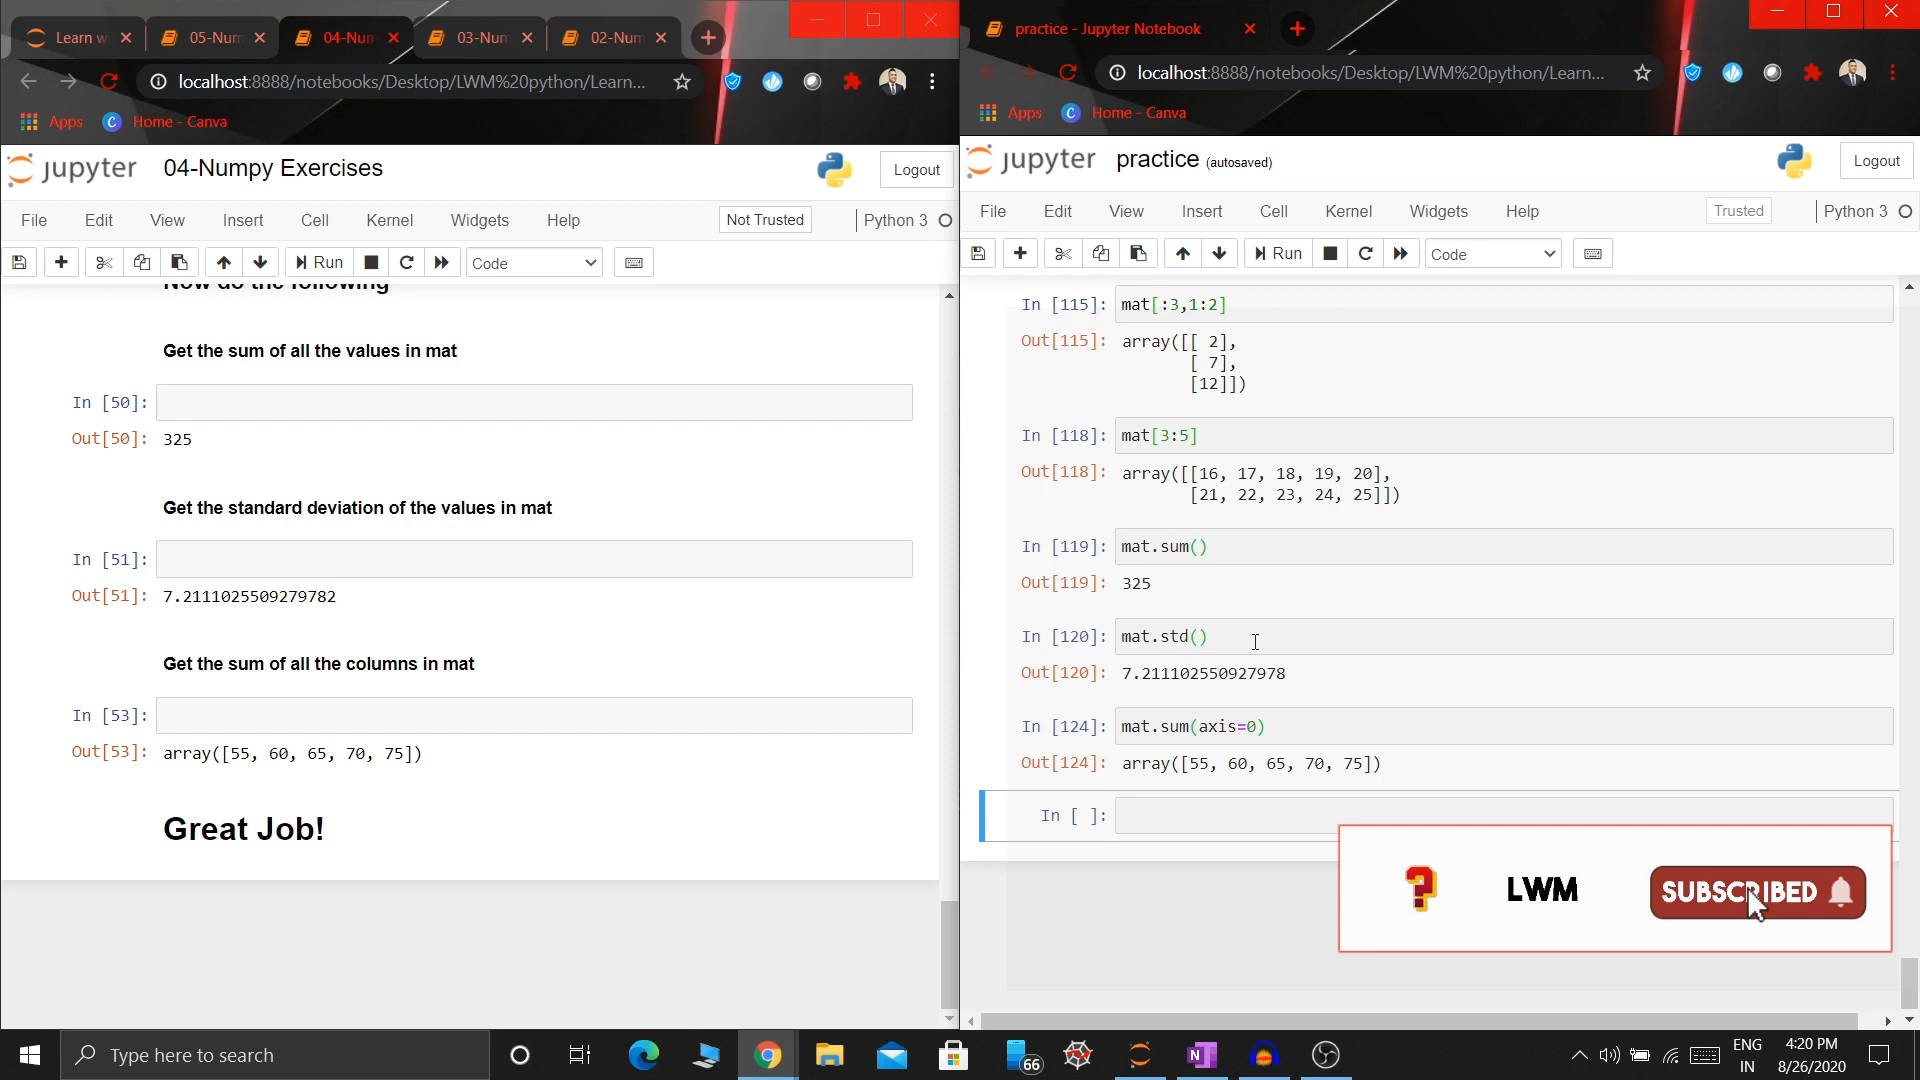 Learn w
05-Num
04-Num
03-Num
02-Num
localhost:8888/notebooks/Desktop/LWM%20python/Learn...
Apps
Home - Canva
jupyter 04-Numpy Exercises
Logout
File Edit View Insert Cell Kernel Widgets Help
Not Trusted
Python 3
Run
Code
Now do the following
Get the sum of all the values in mat
In [50]:
Out[50]: 325
Get the standard deviation of the values in mat
In [51]:
Out[51]: 7.2111025509279782
Get the sum of all the columns in mat
In [53]:
Out[53]: array([55, 60, 65, 70, 75])
Great Job!
practice - Jupyter Notebook
localhost:8888/notebooks/Desktop/LWM%20python/Learn...
Apps
Home - Canva
jupyter practice (autosaved)
Logout
File Edit View Insert Cell Kernel Widgets Help
Trusted
Python 3
Run
Code
In [115]: mat[:3,1:2]
Out[115]: array([[ 2],
[ 7],
[12]])
In [118]: mat[3:5]
Out[118]: array([[16, 17, 18, 19, 20],
[21, 22, 23, 24, 25]])
In [119]: mat.sum()
Out[119]: 325
In [120]: mat.std()
Out[120]: 7.211102550927978
In [124]: mat.sum(axis=0)
Out[124]: array([55, 60, 65, 70, 75])
In [ ]:
? LWM SUBSCRIBED
Type here to search
66
ENG
IN
4:20 PM
8/26/2020